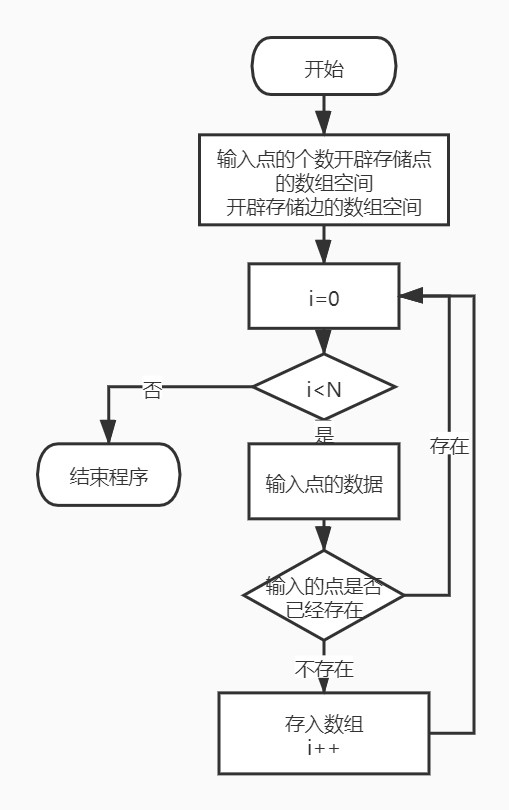 开始
输入点的个数开辟存储点
的数组空间
开辟存储边的数组空间
i=0
i<N
否
是
结束程序
存在
输入点的数据
输入的点是否
已经存在
不存在
存入数组
i++